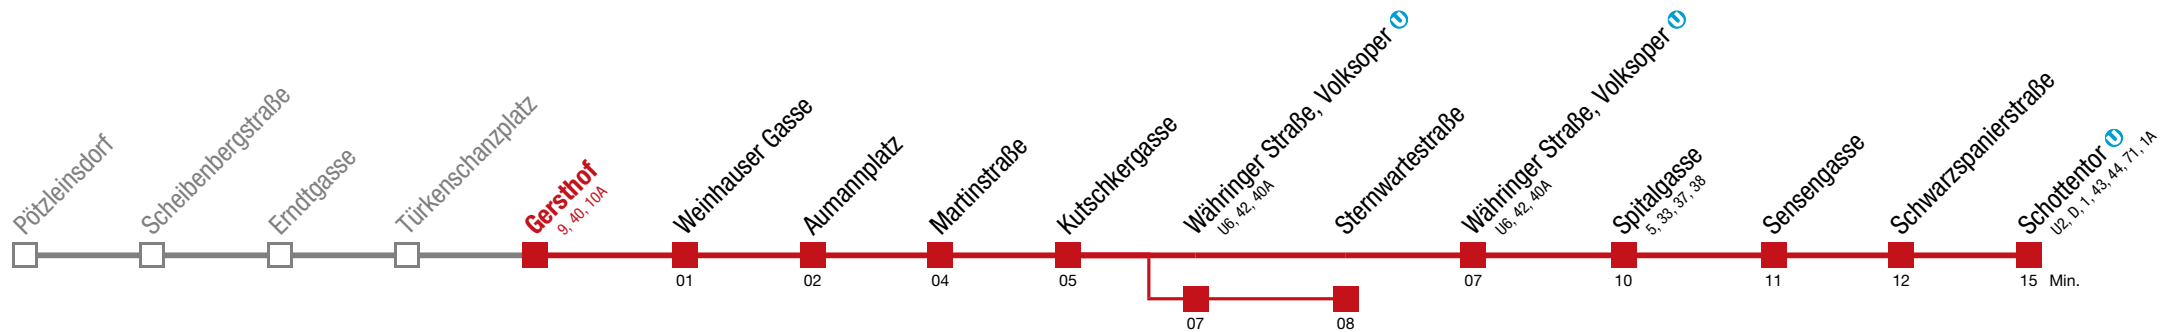 Pötzleinsdorf
Scheibenbergstraße
Erndtgasse
Türkenschanzplatz
Gersthof
9, 40, 10A
Weinhauser Gasse
01
Aumannplatz
02
Martinstraße
04
Kutschkergasse
05
Währinger Straße, Volksoper U
U6, 42, 40A
07
Sternwartestraße
08
Währinger Straße, Volksoper U
U6, 42, 40A
07
Spitalgasse
5, 33, 37, 38
10
Sensengasse
11
Schwarzspanierstraße
12
Schottentor U
U2, D, 1, 43, 44, 71, 1A
15 Min.